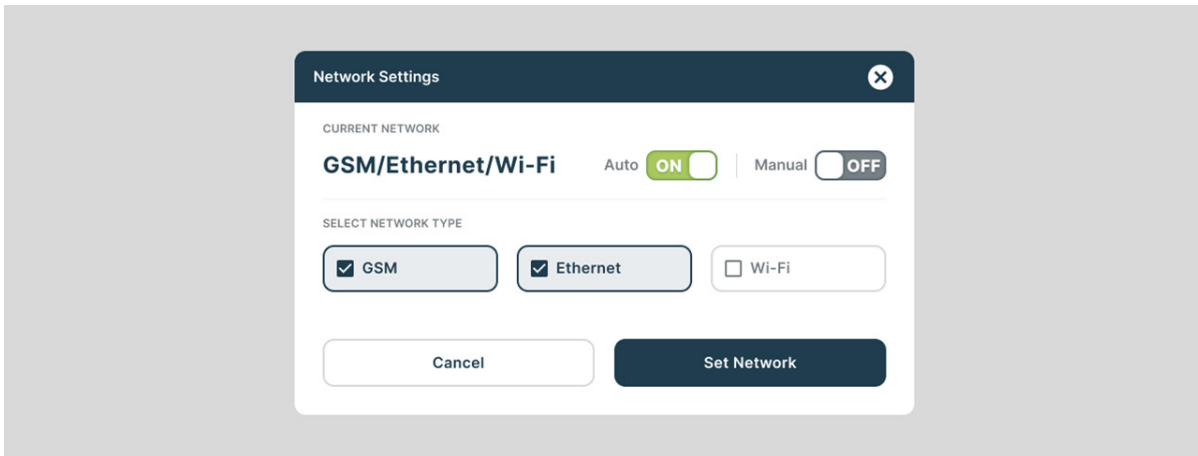 Network Settings
CURRENT NETWORK
GSM/Ethernet/Wi-Fi Auto ON Manual OFF
SELECT NETWORK TYPE
GSM Ethernet Wi-Fi
Cancel Set Network